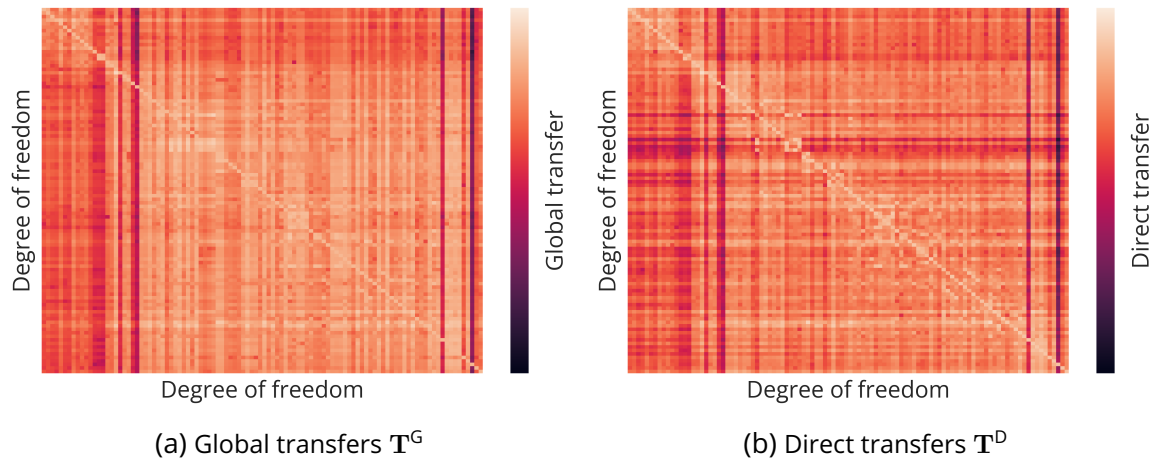 Degree of freedom
Degree of freedom
Global transfer
(a) Global transfers T^G
Degree of freedom
Degree of freedom
Direct transfer
(b) Direct transfers T^D